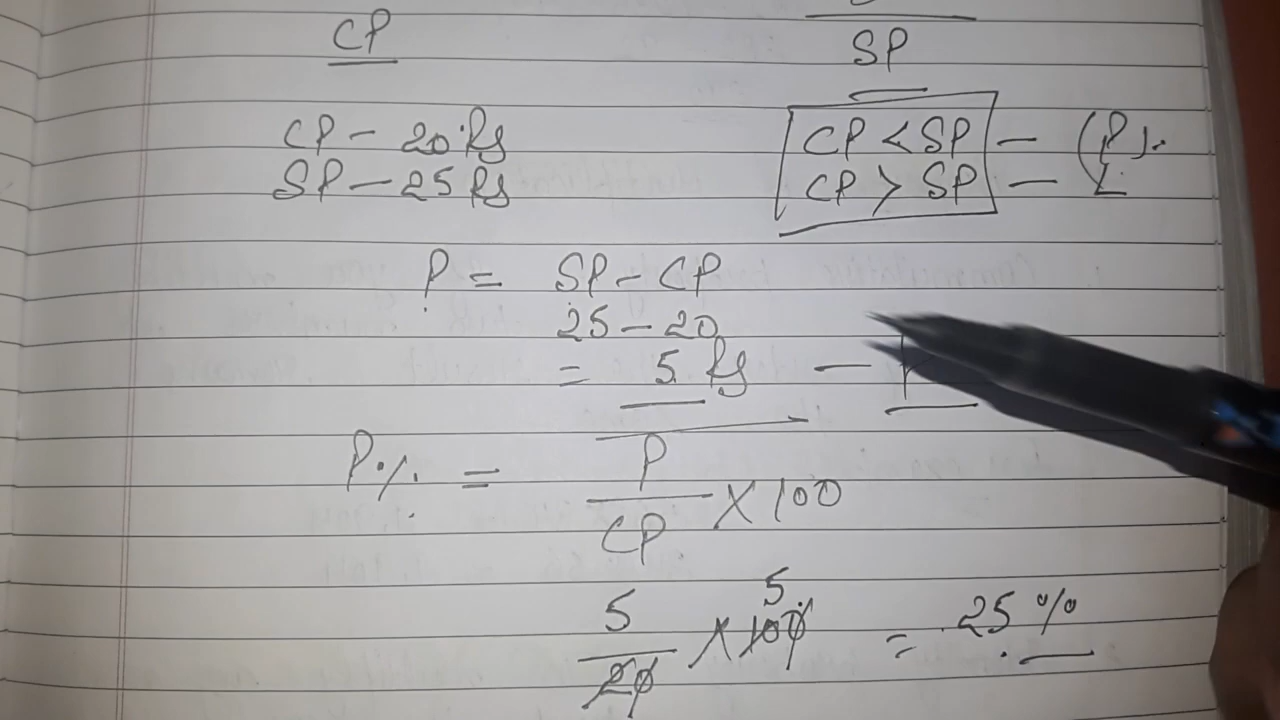 CP
SP
CP - 20 Rs
SP - 25 Rs
CP < SP - (P).
CP > SP - L
P = SP - CP
25 - 20
= 5 Rs -
P% = P/CP X 100
5/20 X 100 5 = 25%